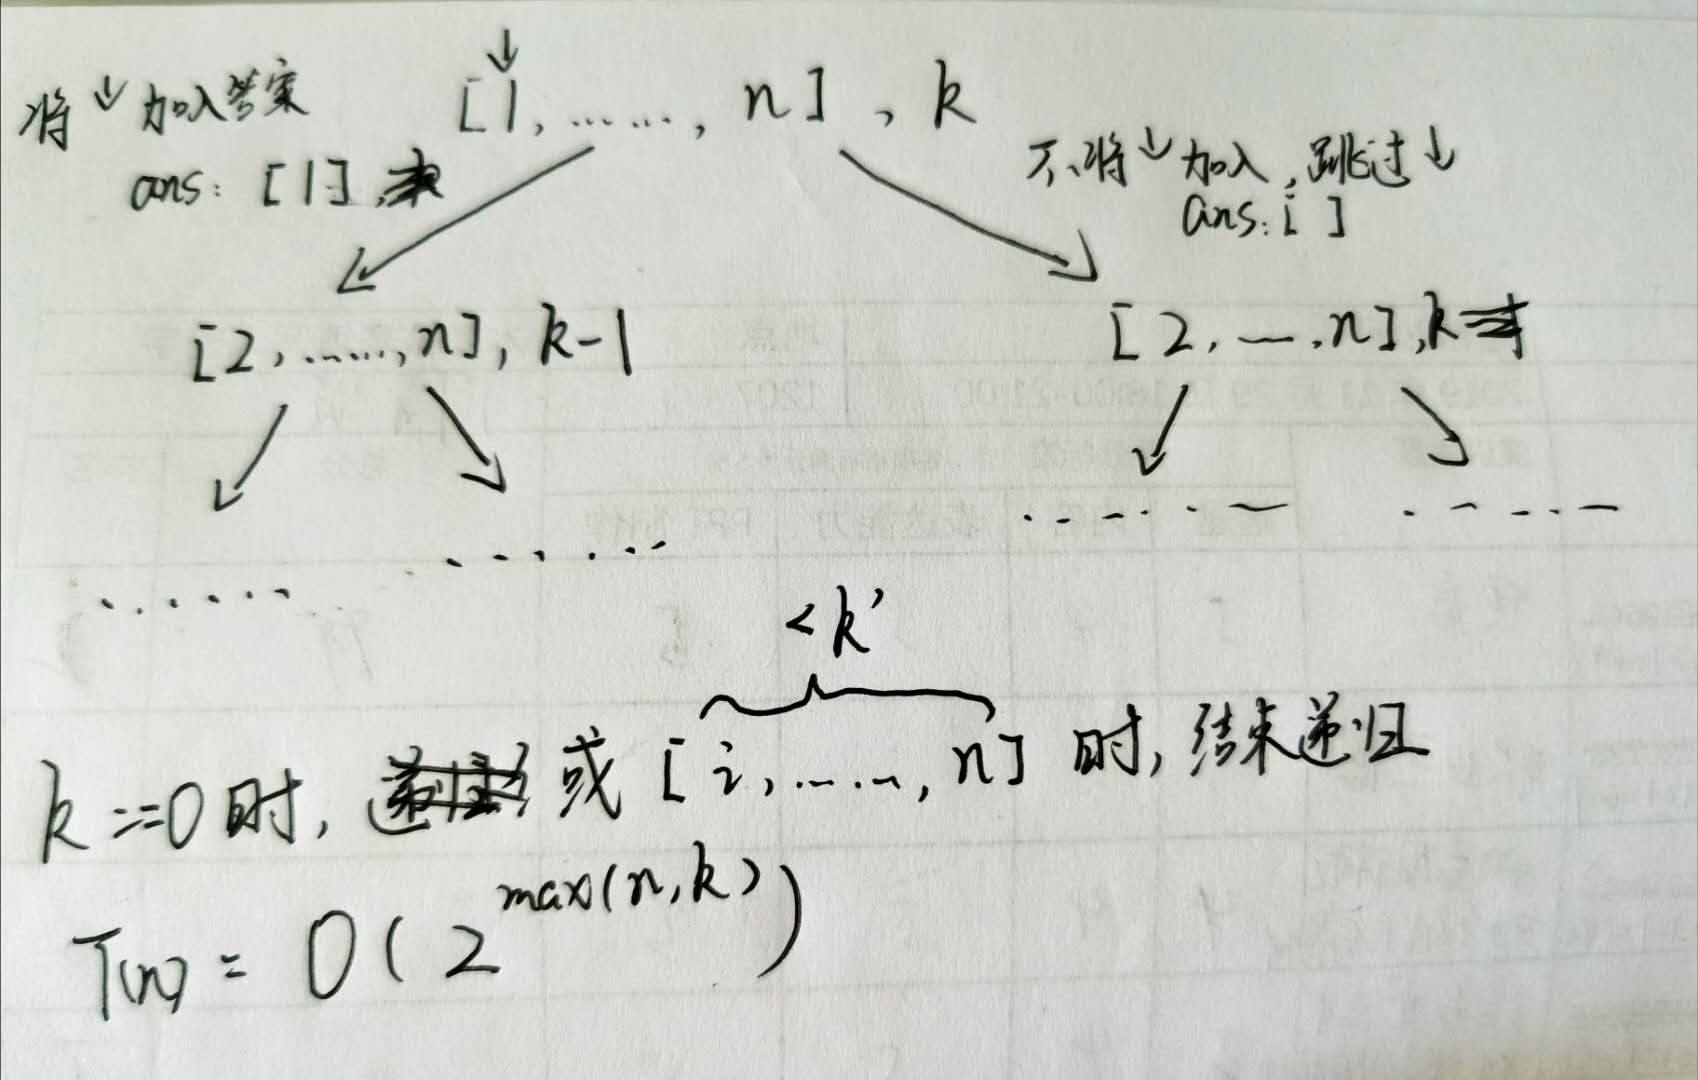 ↓
将↓加入答案
[1, ......, n], k
ans: [1],
不将↓加入,跳过↓
ans: [ ]
[2, ......, n], k-1
[2, ..., n], k
<k'
k==0时, 或 [i, ......, n] 时, 结束递归
T(n) = O(2^max(n,k))